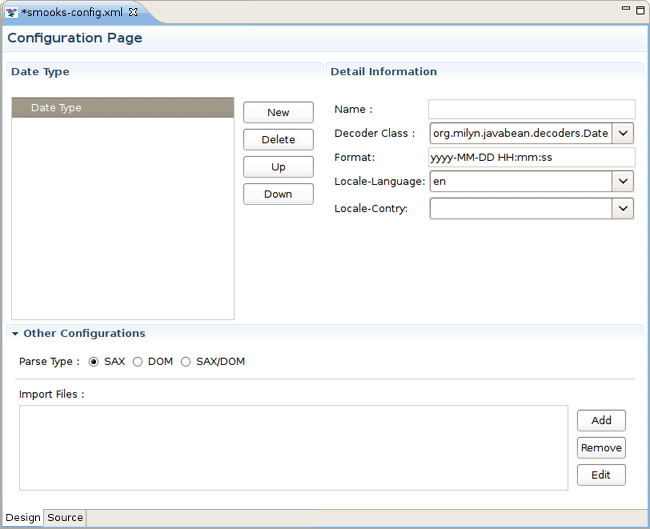 *smooks-config.xml
Configuration Page
Date Type
Detail Information
Date Type
New
Delete
Up
Down
Name :
Decoder Class : org.milyn.javabean.decoders.Date
Format: yyyy-MM-DD HH:mm:ss
Locale-Language: en
Locale-Contry:
Other Configurations
Parse Type : SAX DOM SAX/DOM
Import Files :
Add
Remove
Edit
Design Source